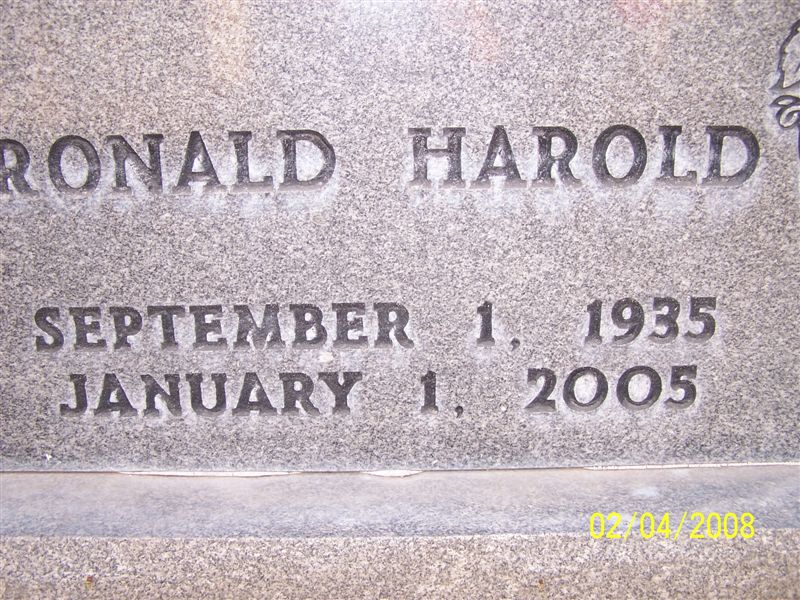 RONALD HAROLD
SEPTEMBER 1, 1935
JANUARY 1, 2005
02/04/2008